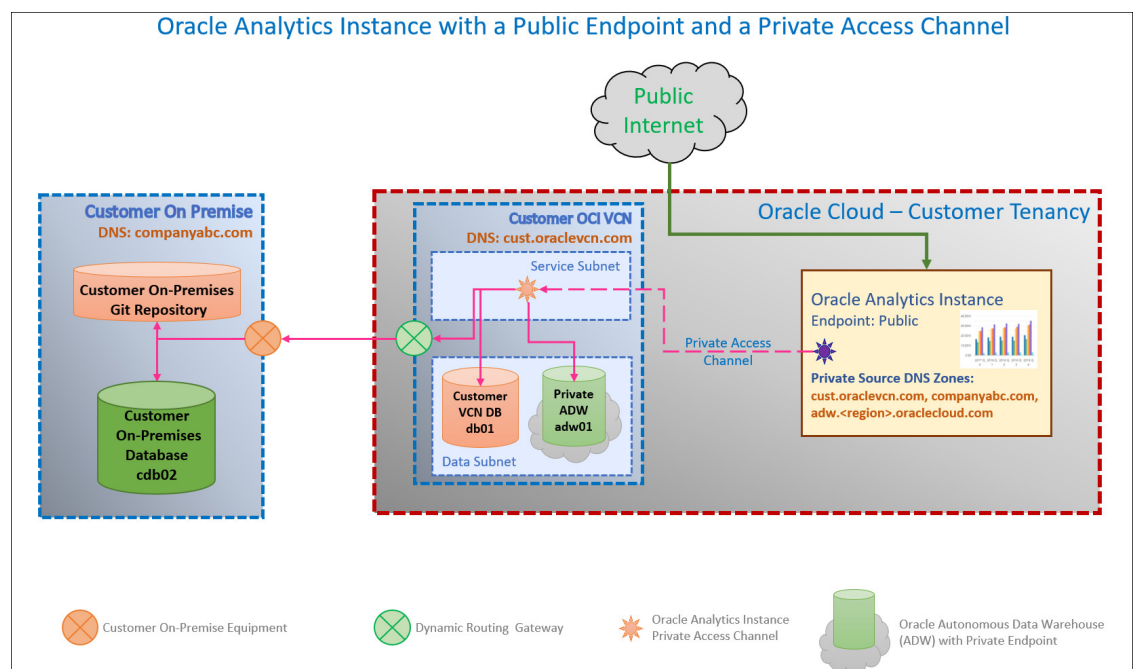 Oracle Analytics Instance with a Public Endpoint and a Private Access Channel
Public
Internet
Customer On Premise
DNS: companyabc.com
Customer On-Premises
Git Repository
Customer
On-Premises
Database
cdb02
Customer OCI VCN
DNS: cust.oraclevcn.com
Service Subnet
Customer
VCN DB
db01
Private
ADW
adw01
Data Subnet
Private Access
Channel
Oracle Cloud – Customer Tenancy
Oracle Analytics Instance
Endpoint: Public
Private Source DNS Zones:
cust.oraclevcn.com, companyabc.com,
adw.<region>.oraclecloud.com
Customer On-Premise Equipment
Dynamic Routing Gateway
Oracle Analytics Instance
Private Access Channel
Oracle Autonomous Data Warehouse
(ADW) with Private Endpoint